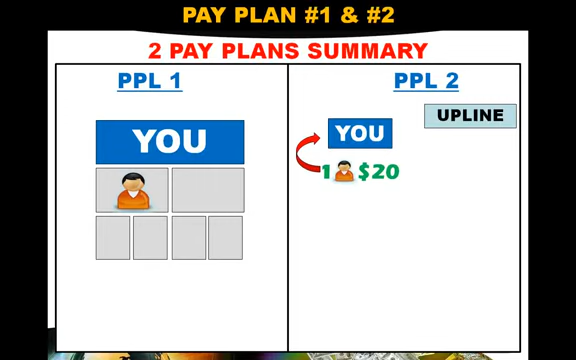 PAY PLAN #1 & #2
2 PAY PLANS SUMMARY
PPL 1
YOU
PPL 2
UPLINE
YOU
1 $20